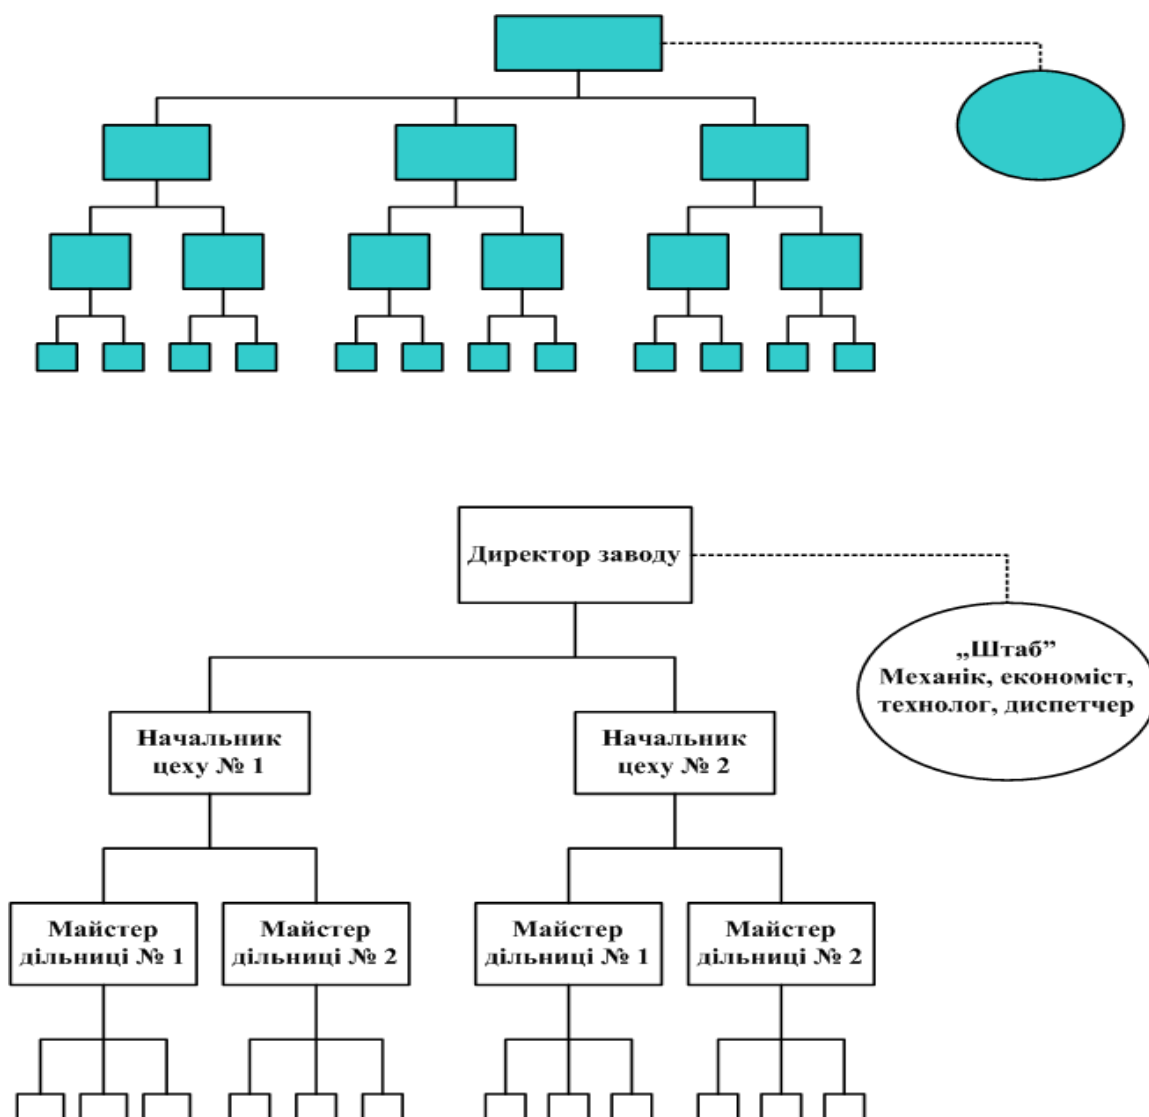 Директор заводу
„Штаб”
Механік, економіст,
технолог, диспетчер
Начальник
цеху № 1
Начальник
цеху № 2
Майстер
дільниці № 1
Майстер
дільниці № 2
Майстер
дільниці № 1
Майстер
дільниці № 2